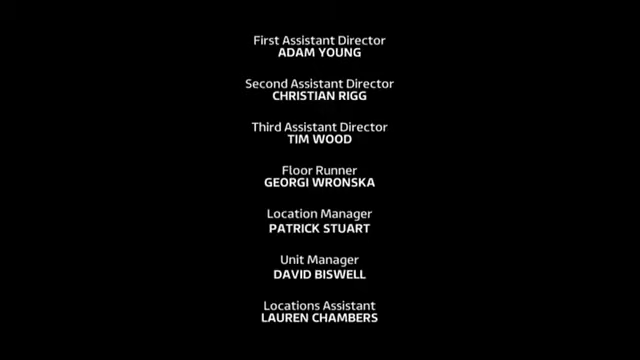 First Assistant Director
ADAM YOUNG
Second Assistant Director
CHRISTIAN RIGG
Third Assistant Director
TIM WOOD
Floor Runner
GEORGI WRONSKA
Location Manager
PATRICK STUART
Unit Manager
DAVID BISWELL
Locations Assistant
LAUREN CHAMBERS